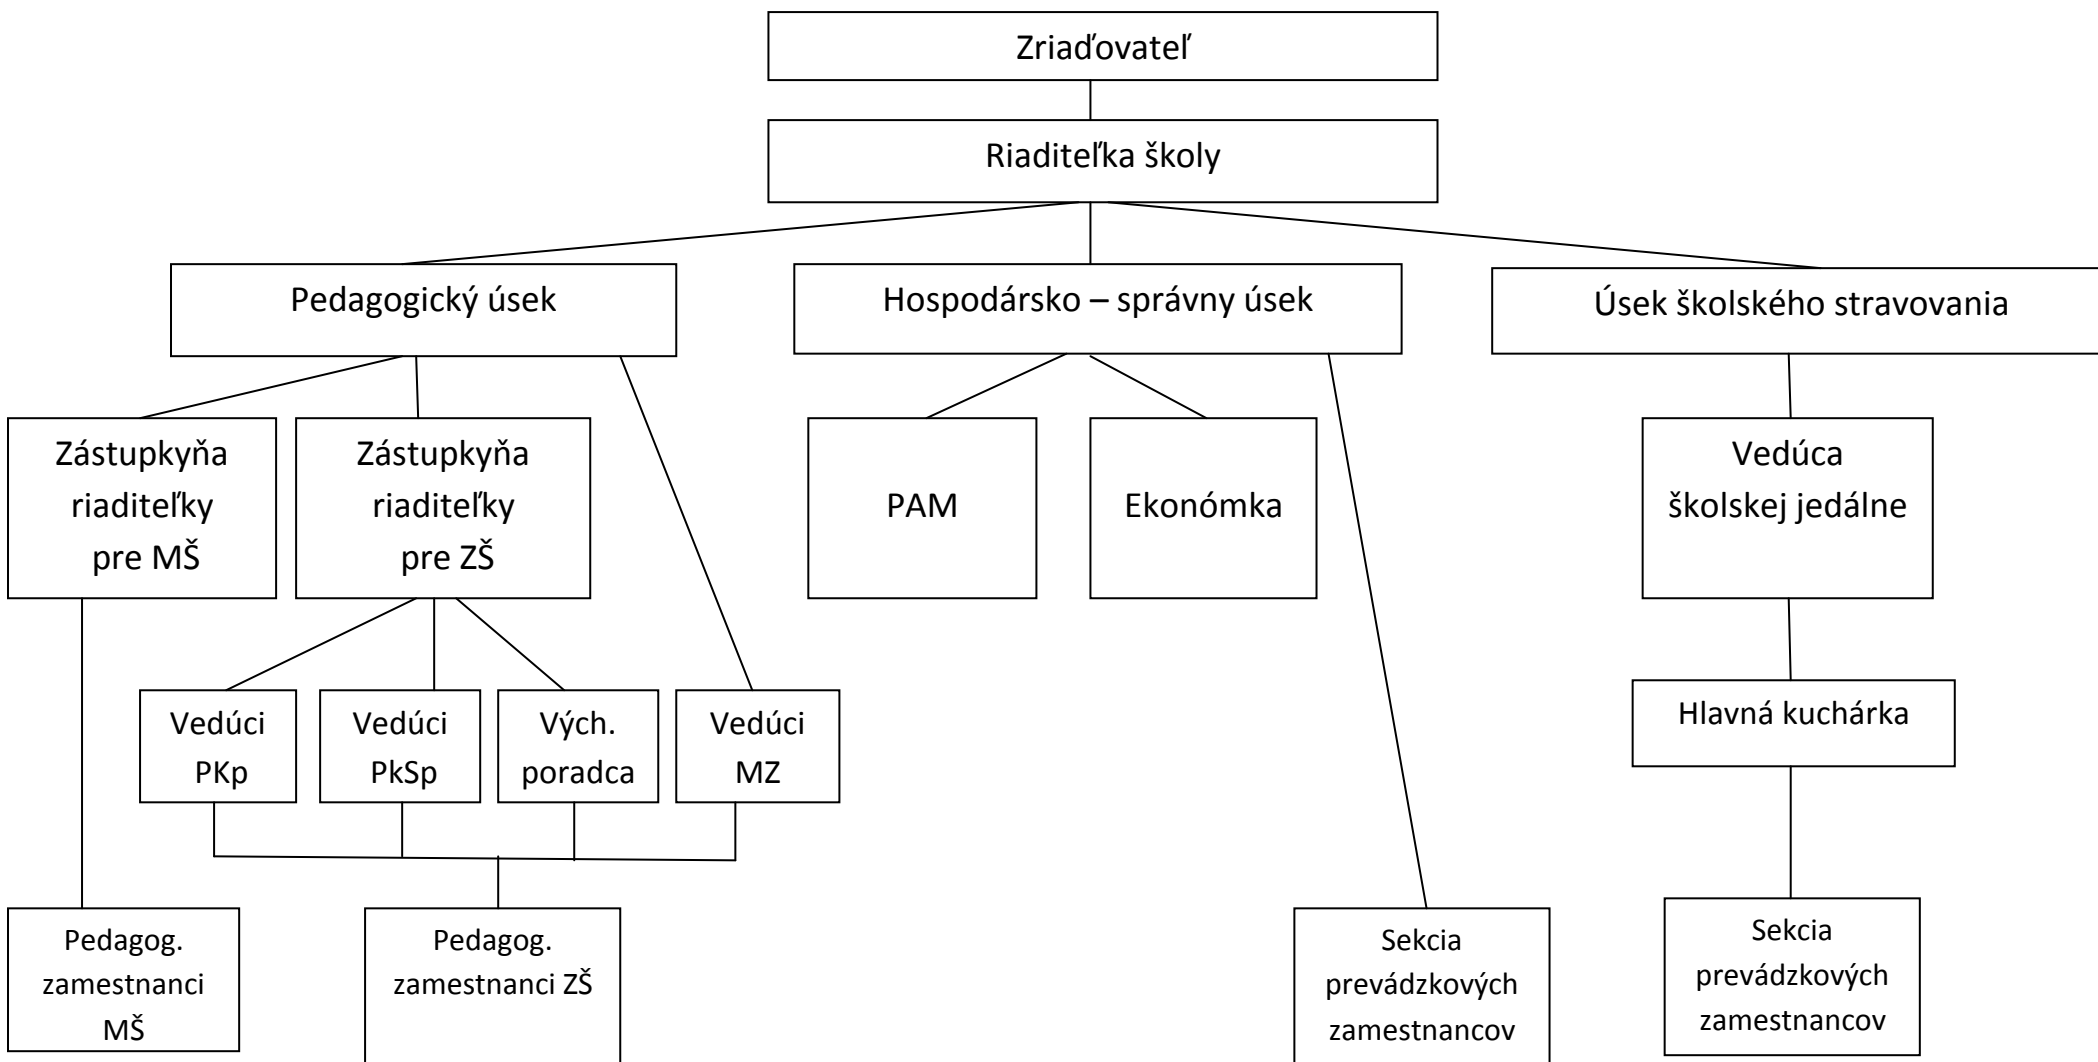 Zriaďovateľ
Riaditeľka školy
Pedagogický úsek
Hospodársko – správny úsek
Úsek školského stravovania
Zástupkyňa
riaditeľky
pre MŠ
Zástupkyňa
riaditeľky
pre ZŠ
PAM
Ekonómka
Vedúca
školskej jedálne
Vedúci
PKp
Vedúci
PkSp
Vých.
poradca
Vedúci
MZ
Hlavná kuchárka
Pedagog.
zamestnanci
MŠ
Pedagog.
zamestnanci ZŠ
Sekcia
prevádzkových
zamestnancov
Sekcia
prevádzkových
zamestnancov